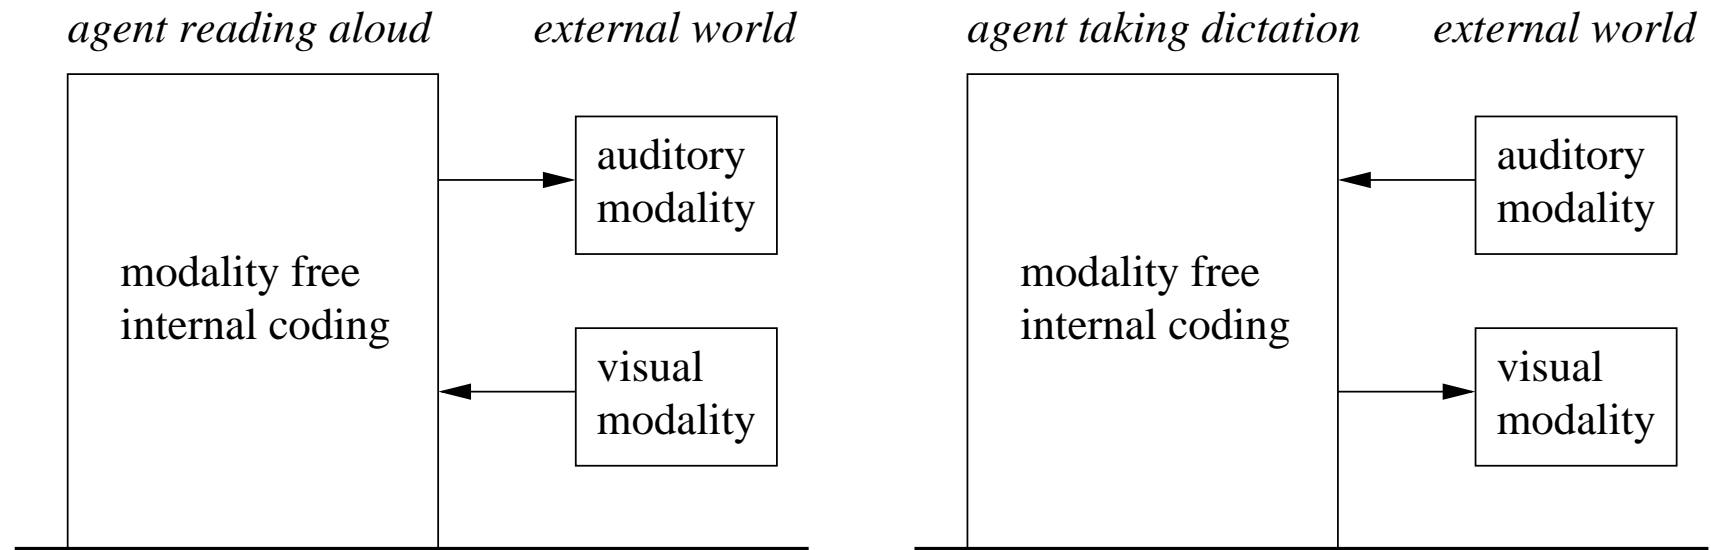 agent reading aloud
external world
auditory
modality
modality free
internal coding
visual
modality
agent taking dictation
external world
auditory
modality
modality free
internal coding
visual
modality